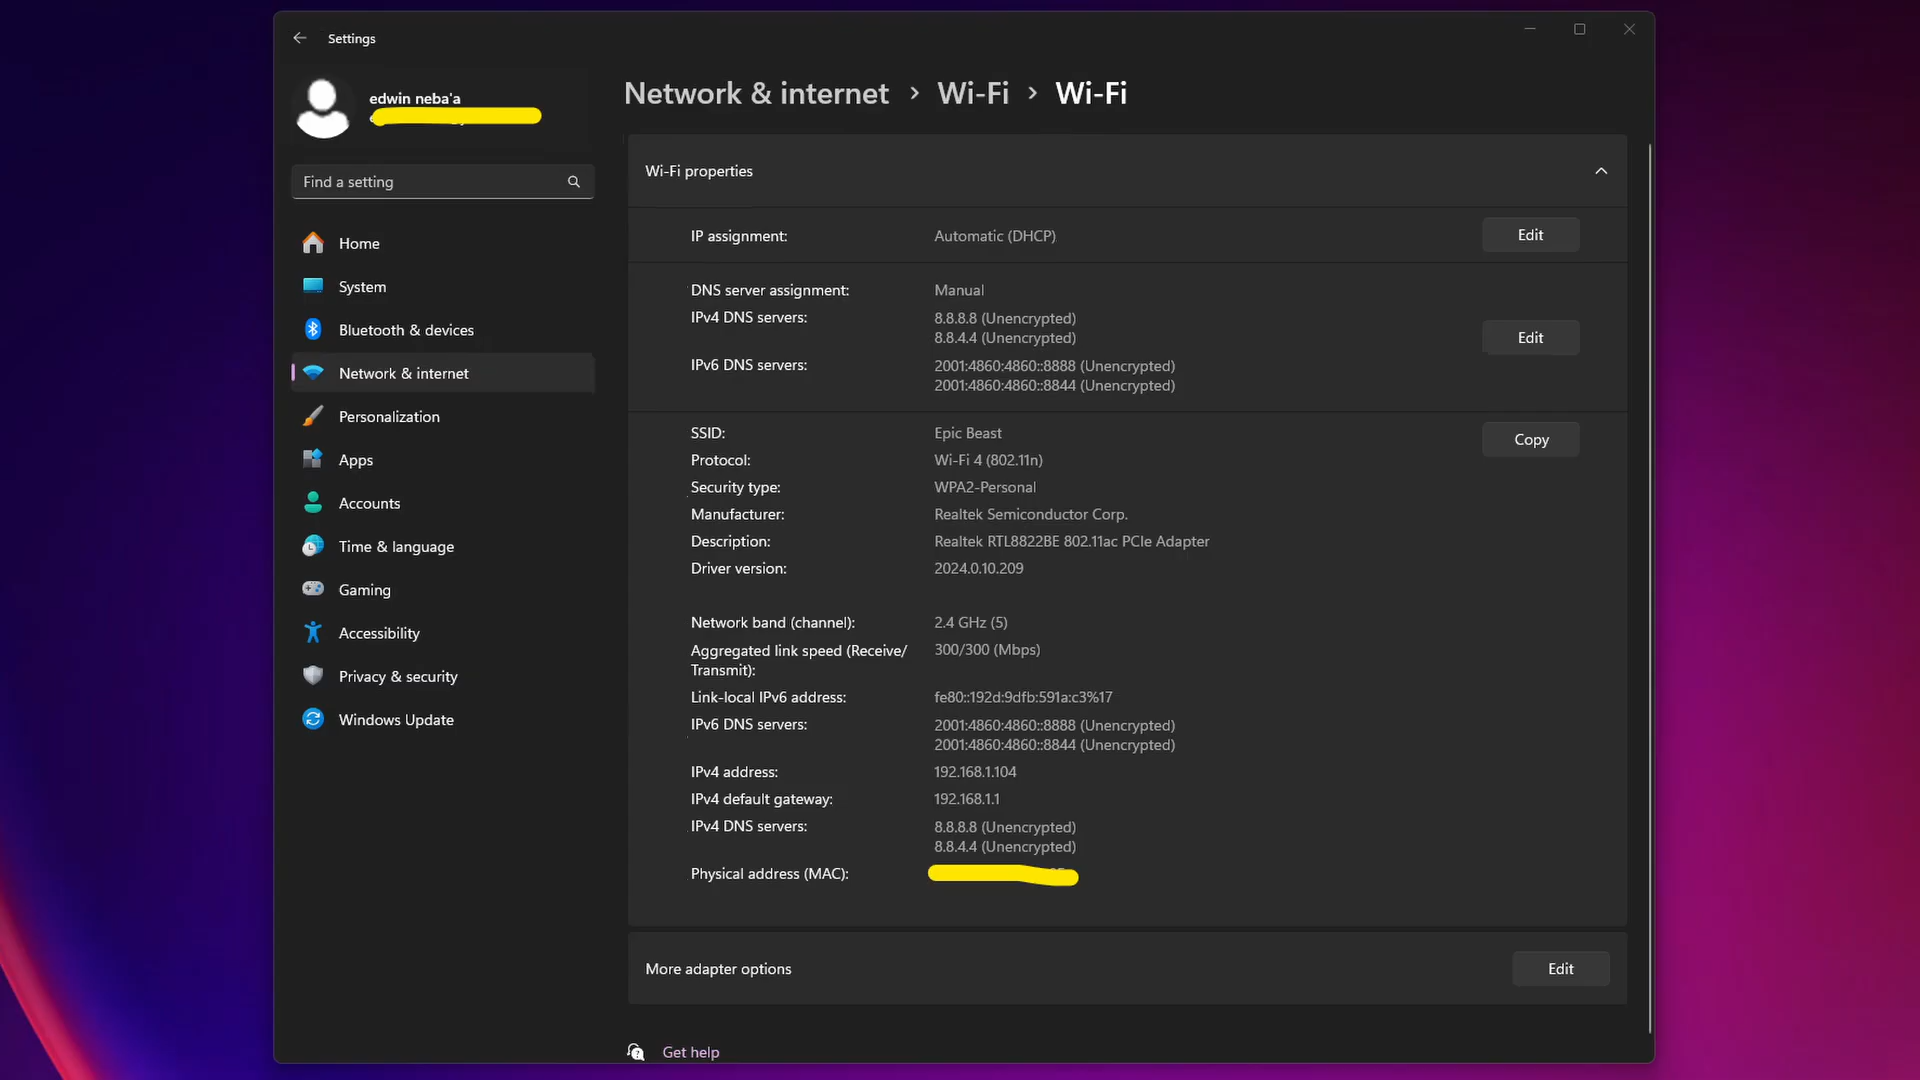 Settings
edwin neba'a
Find a setting
Home
System
Bluetooth & devices
Network & internet
Personalization
Apps
Accounts
Time & language
Gaming
Accessibility
Privacy & security
Windows Update
Network & internet > Wi-Fi > Wi-Fi
Wi-Fi properties
IP assignment: Automatic (DHCP) Edit
DNS server assignment: Manual
IPv4 DNS servers: 8.8.8.8 (Unencrypted)
8.8.4.4 (Unencrypted)
Edit
IPv6 DNS servers: 2001:4860:4860::8888 (Unencrypted)
2001:4860:4860::8844 (Unencrypted)
SSID: Epic Beast
Copy
Protocol: Wi-Fi 4 (802.11n)
Security type: WPA2-Personal
Manufacturer: Realtek Semiconductor Corp.
Description: Realtek RTL8822BE 802.11ac PCIe Adapter
Driver version: 2024.0.10.209
Network band (channel): 2.4 GHz (5)
Aggregated link speed (Receive/ 300/300 (Mbps)
Transmit):
Link-local IPv6 address: fe80::192d:9dfb:591a:c3%17
IPv6 DNS servers: 2001:4860:4860::8888 (Unencrypted)
2001:4860:4860::8844 (Unencrypted)
IPv4 address: 192.168.1.104
IPv4 default gateway: 192.168.1.1
IPv4 DNS servers: 8.8.8.8 (Unencrypted)
8.8.4.4 (Unencrypted)
Physical address (MAC):
More adapter options Edit
Get help